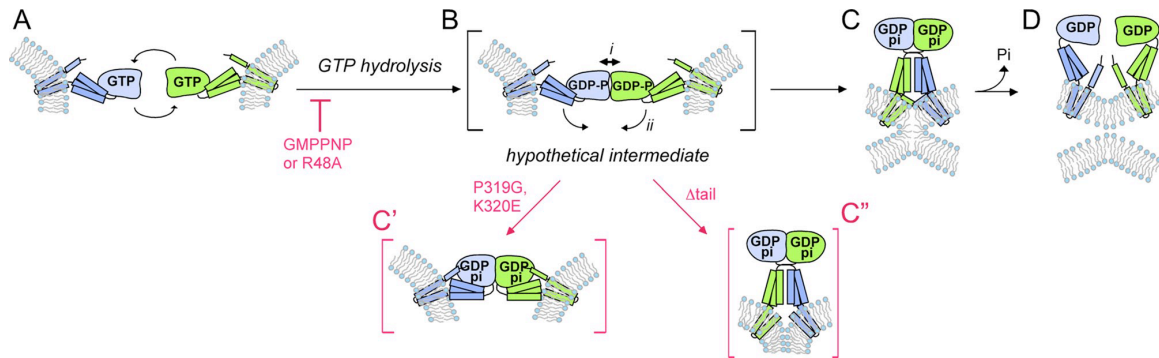 A
B
C
D
GTP
GTP
GTP hydrolysis
GMPPNP
or R48A
i
GDP-P
GDP-P
ii
hypothetical intermediate
GDP
pi
GDP
pi
Pi
GDP
GDP
P319G,
K320E
Δtail
C'
GDP
pi
GDP
pi
C"
GDP
pi
GDP
pi